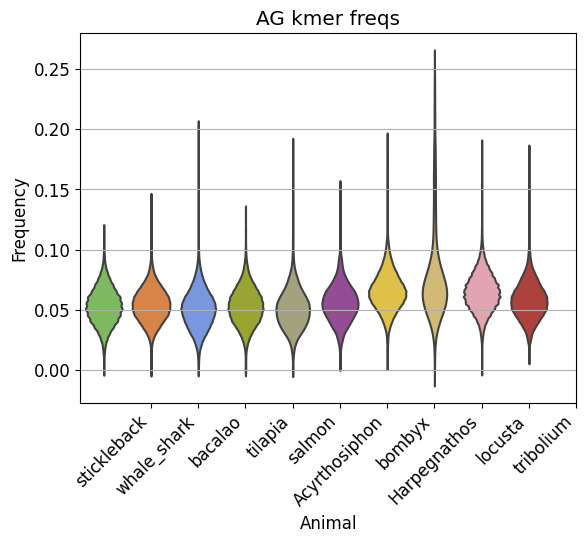 AG kmer freqs
0.25
0.20
0.15
0.10
0.05
0.00
Frequency
stickleback
whale_shark
bacalao
tilapia
salmon
Acyrthosiphon
bombyx
Harpegnathos
locusta
tribolium
Animal